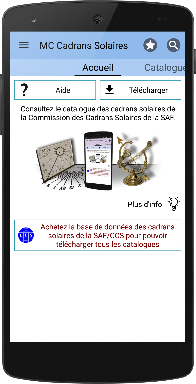 MC Cadrans Solaires
Accueil
Catalogue
Aide
Télécharger
Consultez le catalogue des cadrans solaires de
la Commission des Cadrans Solaires de la SAF.
Plus d'info
Achetez la base de données des cadrans
solaires de la SAF/CCS pour pouvoir
télécharger tous les catalogues